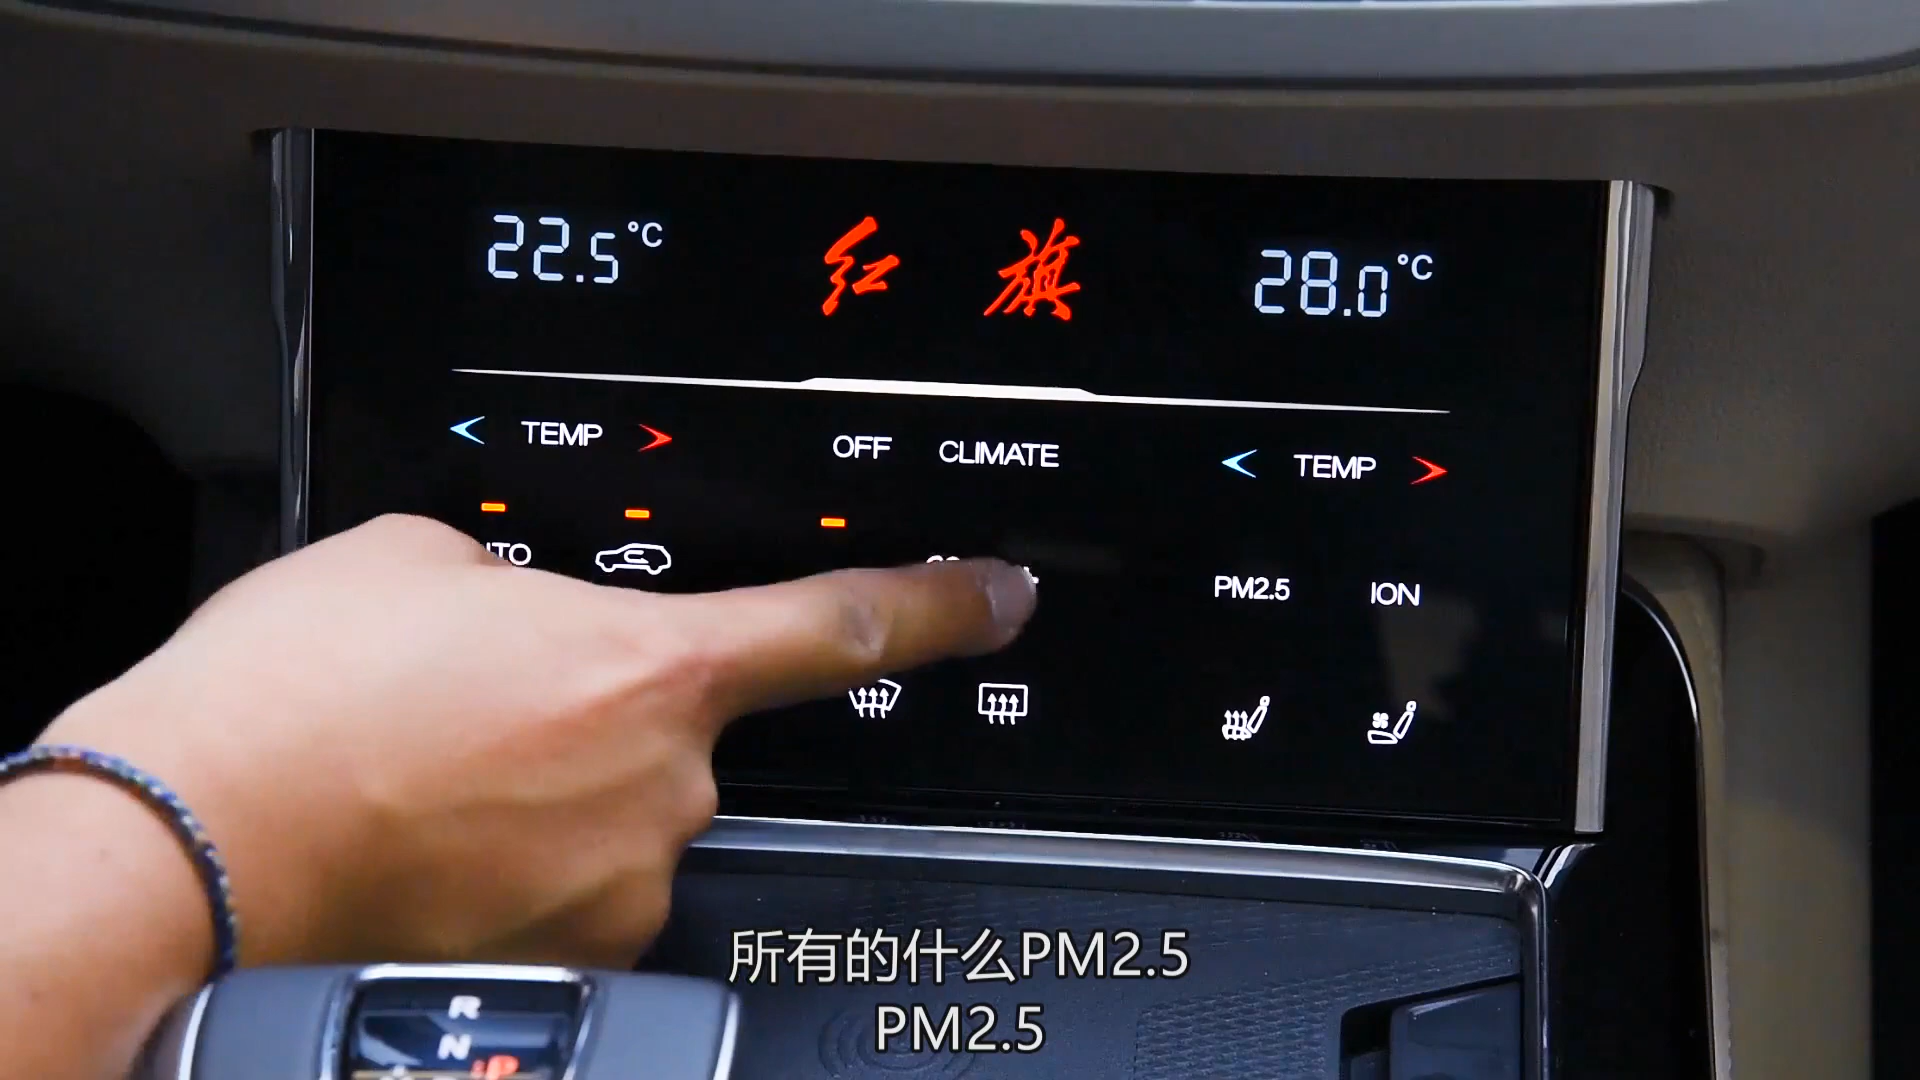 22.5°C 红旗 28.0°C
TEMP OFF CLIMATE TEMP
PM2.5 ION
所有的什么PM2.5
PM2.5
R
N
P